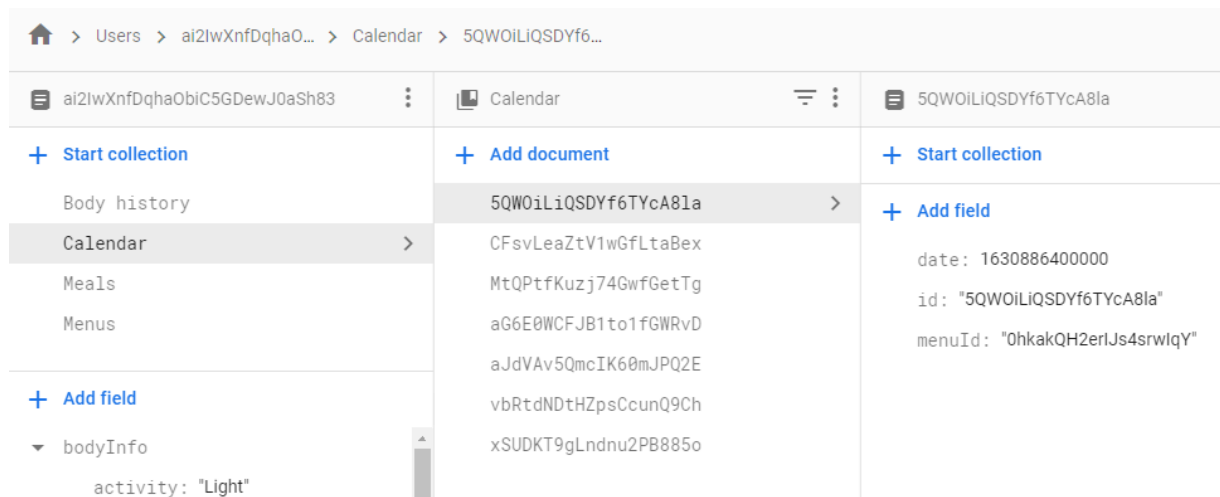 Users > ai2IwXnfDqhaO... > Calendar > 5QWOiLiQSDYf6...
ai2IwXnfDqhaObiC5GDewJ0aSh83
Start collection
Body history
Calendar
Meals
Menus
Add field
bodyInfo
activity: "Light"
Calendar
Add document
5QWOiLiQSDYf6TYcA8la
CFsvLeaZtV1wGfLtaBex
MtQPtfKuzj74GwfGetTg
aG6E0WCFJB1to1fGWRvD
aJdVAv5QmcIK60mJPQ2E
vbRtdNDtHZpsCcunQ9Ch
xSUDKT9gLndnu2PB885o
5QWOiLiQSDYf6TYcA8la
Start collection
Add field
date: 1630886400000
id: "5QWOiLiQSDYf6TYcA8la"
menuId: "0hkakQH2erIJs4srwIqY"